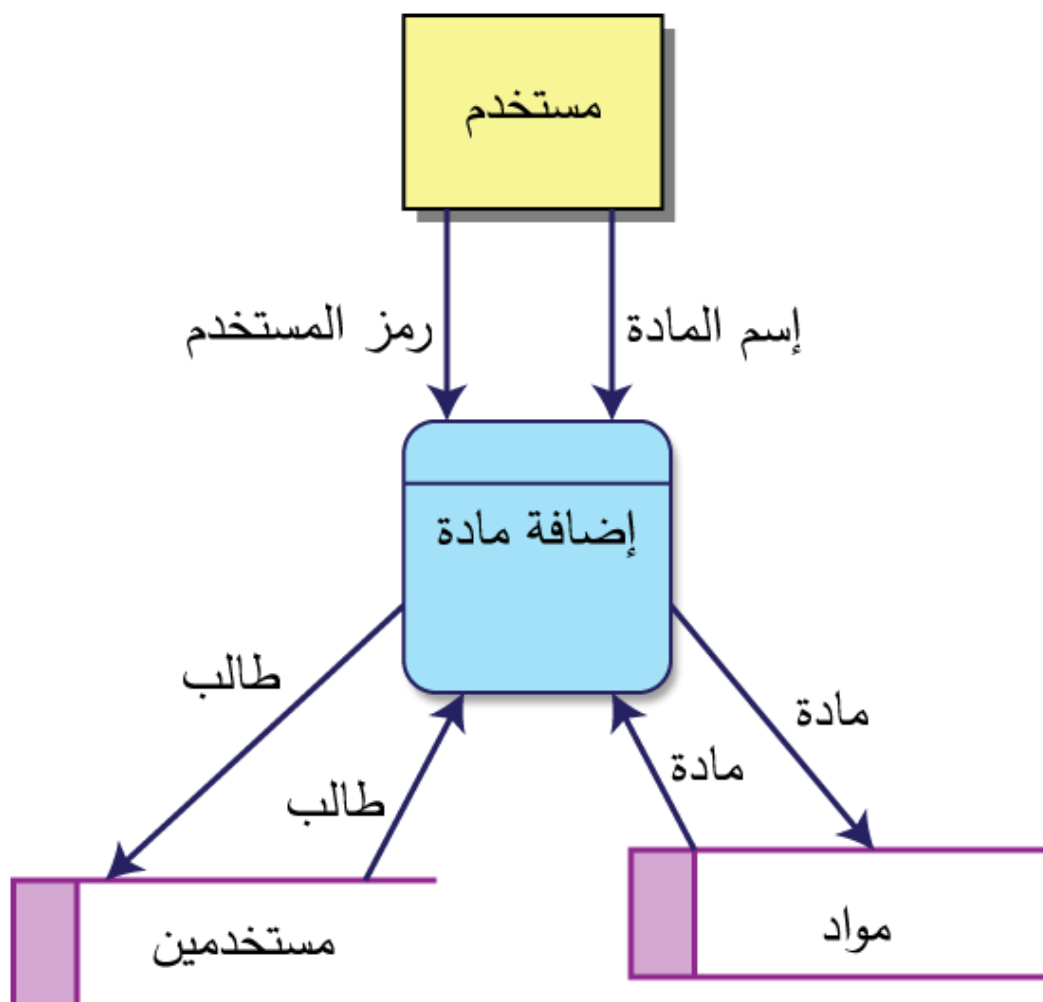 مستخدم
إسم المادة
رمز المستخدم
إضافة مادة
طالب
مادة
مادة
طالب
مواد
مستخدمين